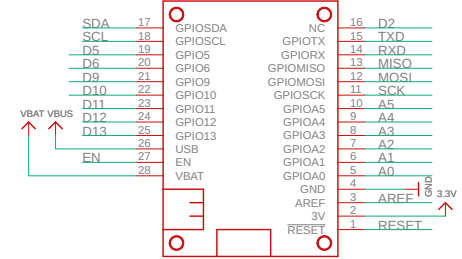 SDA 17 GPIOSDA NC 16 D2
SCL 18 GPIOSCL GPIOTX 15 TXD
D5 19 GPIO5 GPIORX 14 RXD
D6 20 GPIO6 GPIOMISO 13 MISO
D9 21 GPIO9 GPIOMOSI 12 MOSI
D10 22 GPIO10 GPIOSCK 11 SCK
D11 23 GPIO11 GPIOA5 10 A5
D12 24 GPIO12 GPIOA4 9 A4
D13 25 GPIO13 GPIOA3 8 A3
VBAT VBUS
26 USB GPIOA2 7 A2
EN 27 EN GPIOA1 6 A1
28 VBAT GPIOA0 5 A0
GND 4 GND
AREF 3 AREF 3.3V
3V 2
RESET 1 RESET